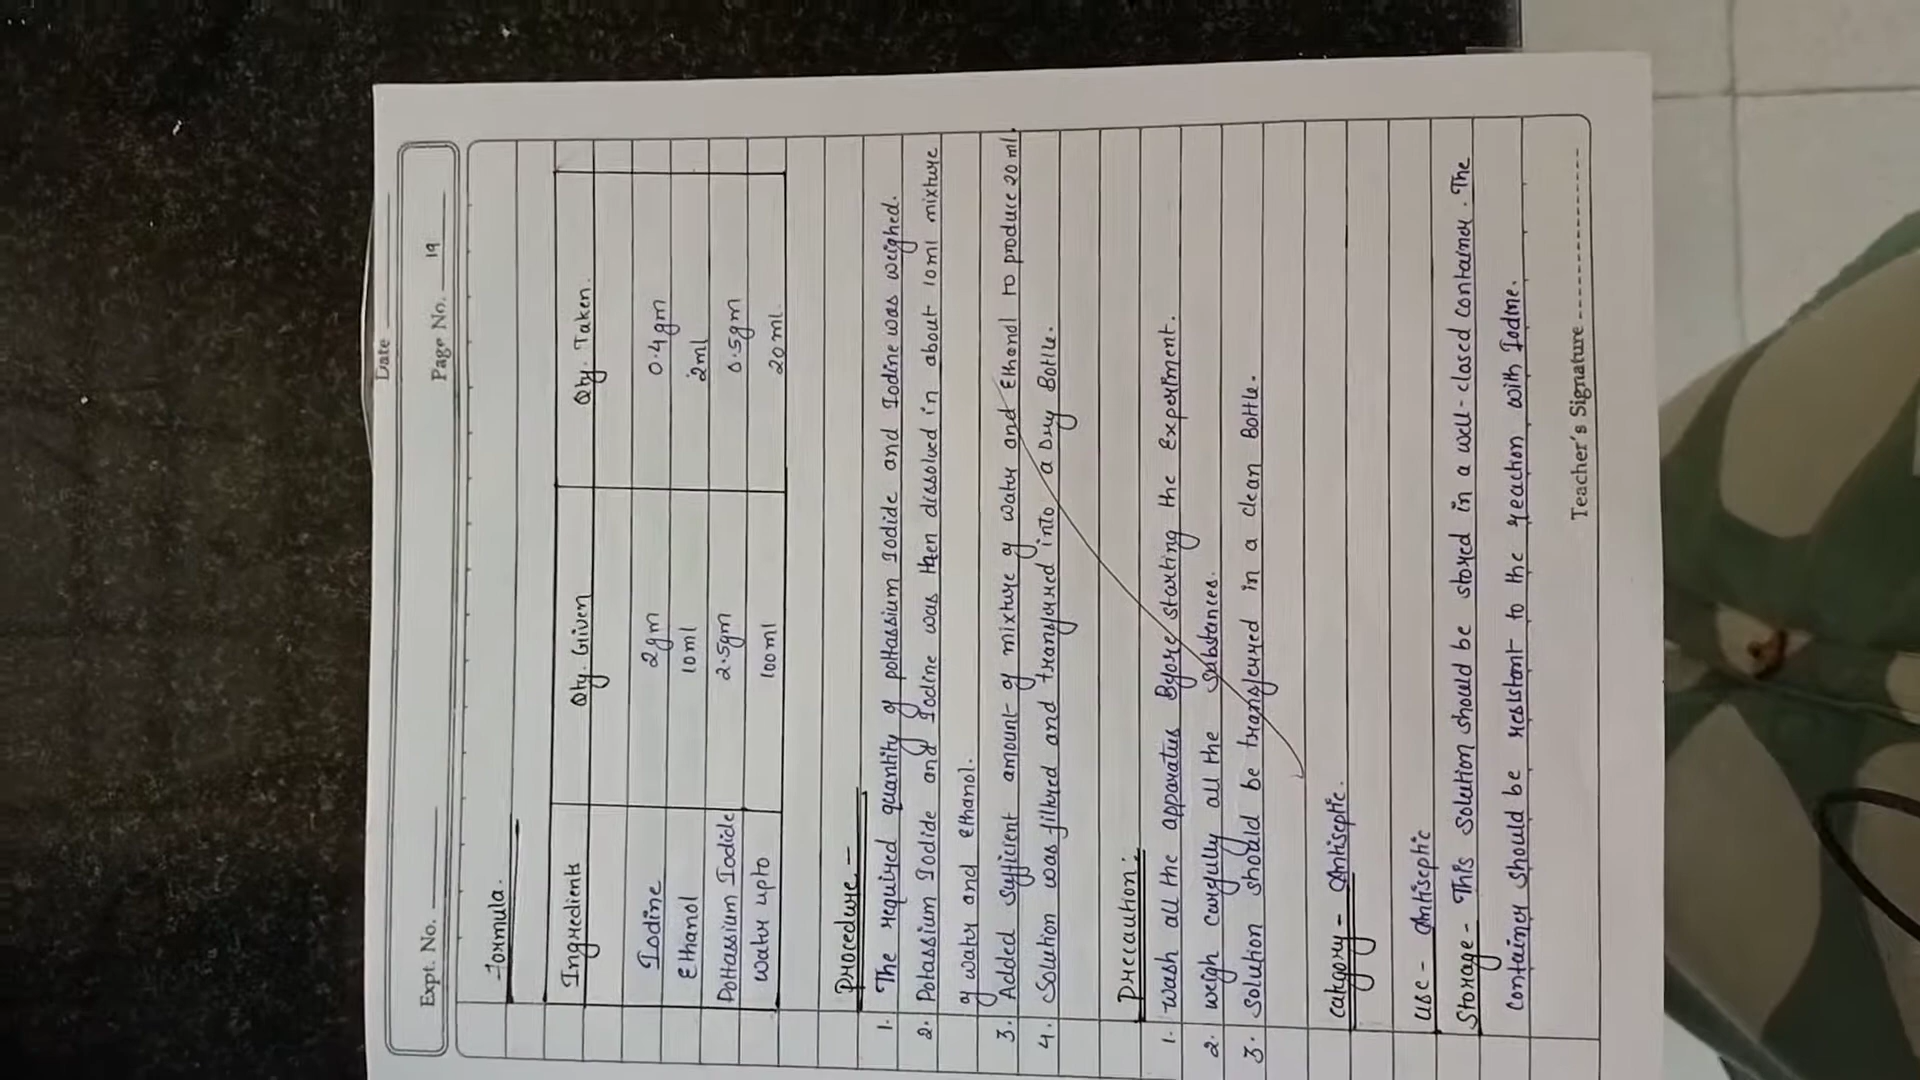 Date
Expt. No. Page No. 19
Formula.
Ingredients Qty. Given Qty. Taken.
Iodine 2gm 0.4gm
Ethanol 10ml 2ml
Pottassium Iodide 2.5gm 0.5gm
Water upto 100ml 20ml
Procedure -
1. The required quantity of pottassium Iodide and Iodine was weighed.
2. Potassium Iodide and Iodine was then dissolved in about 10ml mixture
of water and Ethanol.
3. Added sufficient amount of mixture of water and Ethanol to produce 20ml.
4. Solution was filtered and transferred into a Dry Bottle.
Precaution:
1. Wash all the apparatus Before starting the Experiment.
2. weigh carefully all the substances.
3. Solution should be transferred in a clean Bottle.
Category - Antiseptic.
Use - Antiseptic
Storage - This solution should be stored in a well-closed container. The
container should be resistant to the reaction with Iodine.
Teacher's Signature